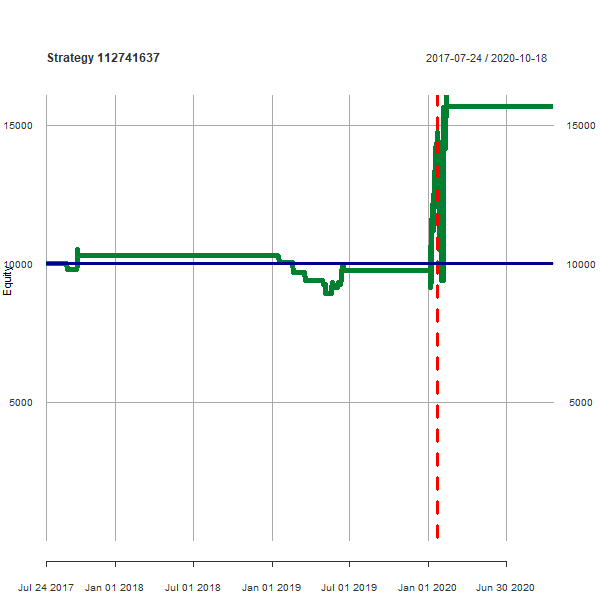 Strategy 112741637
2017-07-24 / 2020-10-18
15000 15000
10000 10000
Equity
5000 5000
Jul 24 2017 Jan 01 2018 Jul 01 2018 Jan 01 2019 Jul 01 2019 Jan 01 2020 Jun 30 2020